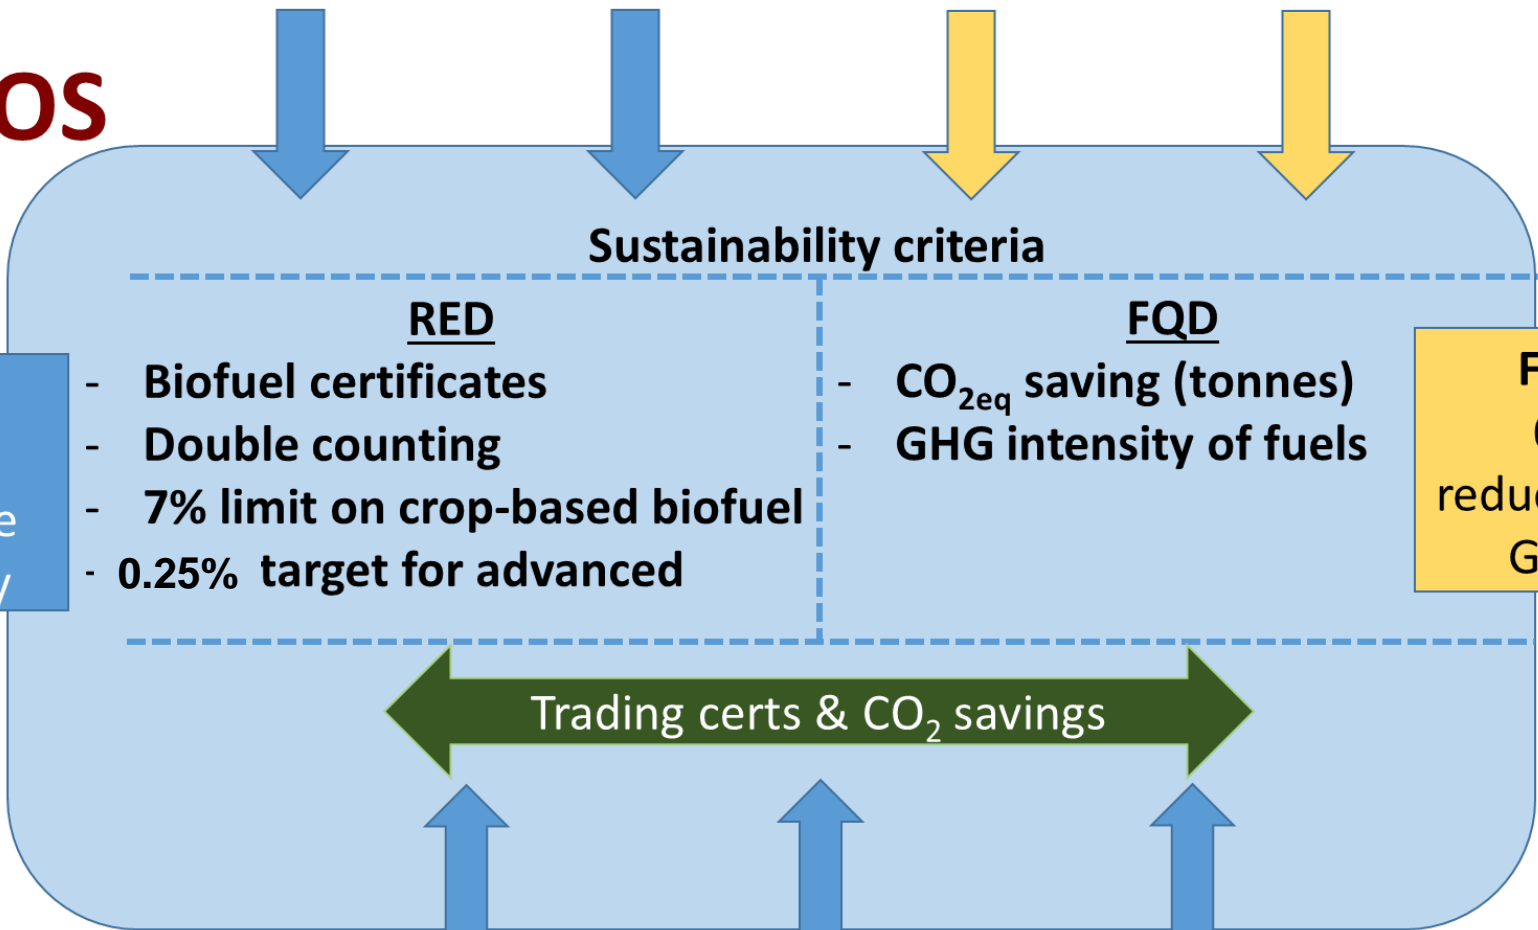 OS
Sustainability criteria
RED
- Biofuel certificates
- Double counting
- 7% limit on crop-based biofuel
- 0.25% target for advanced
FQD
- CO2eq saving (tonnes)
- GHG intensity of fuels
Trading certs & CO2 savings